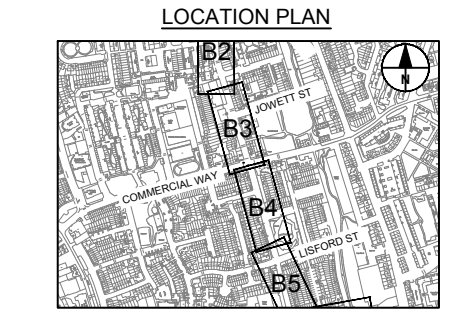 LOCATION PLAN
B2
N
JOWETT ST
B3
COMMERCIAL WAY
B4
LISFORD ST
B5